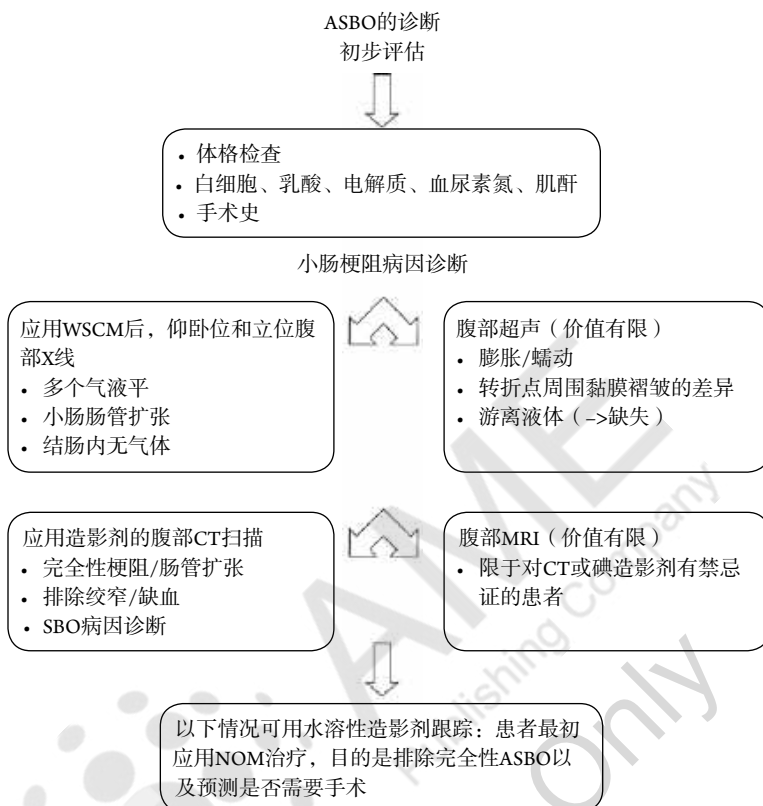 ASBO的诊断
初步评估
• 体格检查
• 白细胞、乳酸、电解质、血尿素氮、肌酐
• 手术史
小肠梗阻病因诊断
应用WSCM后，仰卧位和立位腹
部X线
• 多个气液平
• 小肠肠管扩张
• 结肠内无气体
腹部超声（价值有限）
• 膨胀/蠕动
• 转折点周围黏膜褶皱的差异
• 游离液体（–>缺失）
应用造影剂的腹部CT扫描
• 完全性梗阻/肠管扩张
• 排除绞窄/缺血
• SBO病因诊断
腹部MRI（价值有限）
• 限于对CT或碘造影剂有禁忌
证的患者
以下情况可用水溶性造影剂跟踪：患者最初
应用NOM治疗，目的是排除完全性ASBO以
及预测是否需要手术
AME
Publishing Company
Only